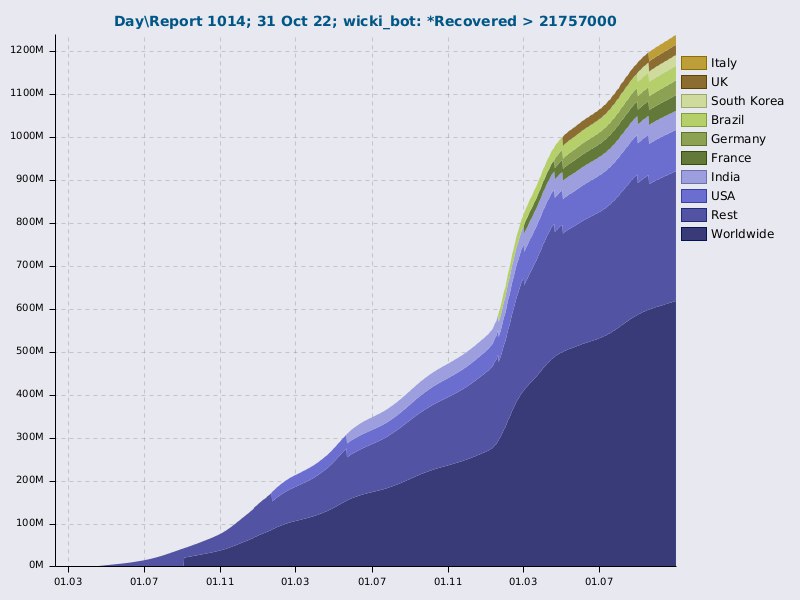 Day\Report 1014; 31 Oct 22; wicki_bot: *Recovered > 21757000
1200M
1100M
1000M
900M
800M
700M
600M
500M
400M
300M
200M
100M
0M
01.03
01.07
01.11
01.03
01.07
01.11
01.03
01.07
Italy
UK
South Korea
Brazil
Germany
France
India
USA
Rest
Worldwide